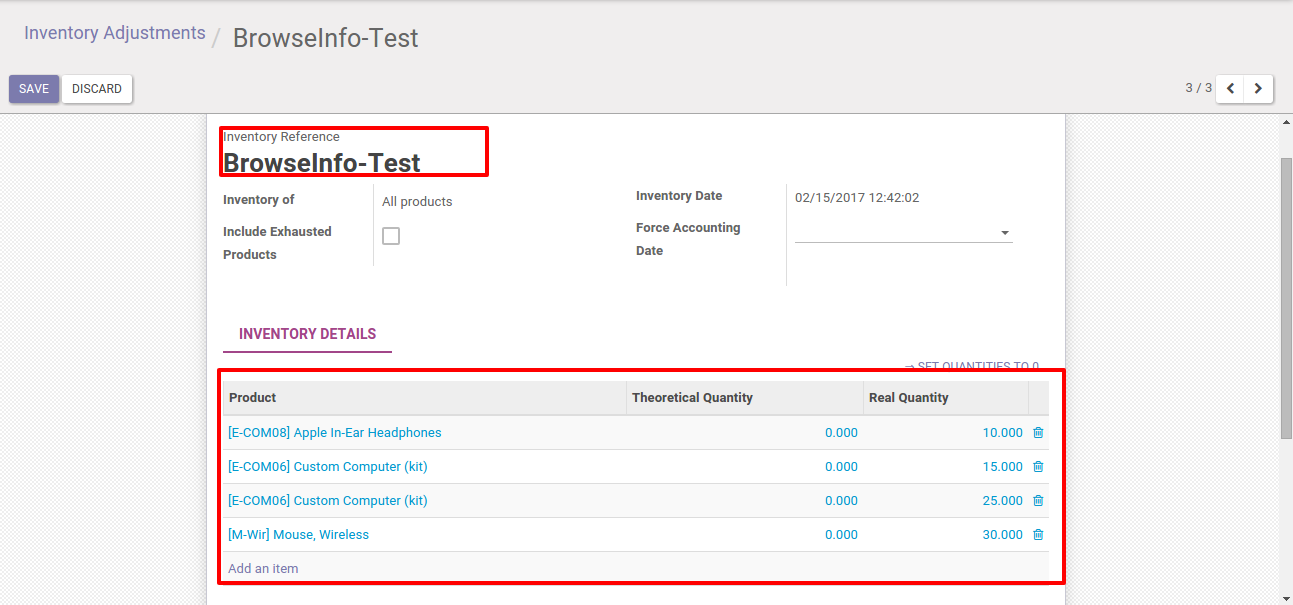 Inventory Adjustments / BrowseInfo-Test
SAVE DISCARD 3 / 3
Inventory Reference
BrowseInfo-Test
Inventory of All products
Include Exhausted
Products
Inventory Date 02/15/2017 12:42:02
Force Accounting
Date
INVENTORY DETAILS
→ SET QUANTITIES TO 0
Product Theoretical Quantity Real Quantity
[E-COM08] Apple In-Ear Headphones 0.000 10.000
[E-COM06] Custom Computer (kit) 0.000 15.000
[E-COM06] Custom Computer (kit) 0.000 25.000
[M-Wir] Mouse, Wireless 0.000 30.000
Add an item